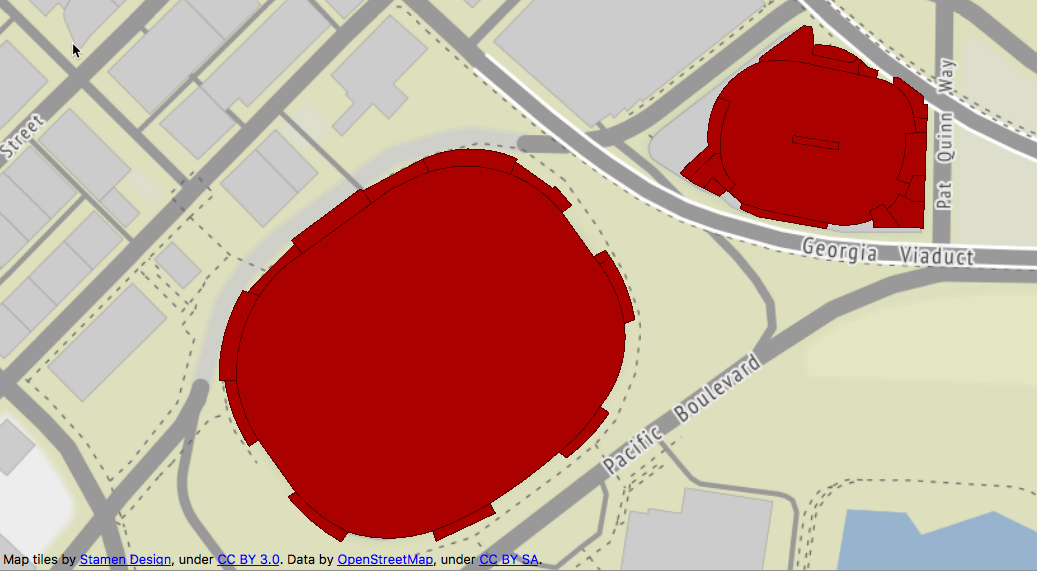 Street
Pat Quinn Way
Georgia Viaduct
Pacific Boulevard
Map tiles by Stamen Design, under CC BY 3.0. Data by OpenStreetMap, under CC BY SA.